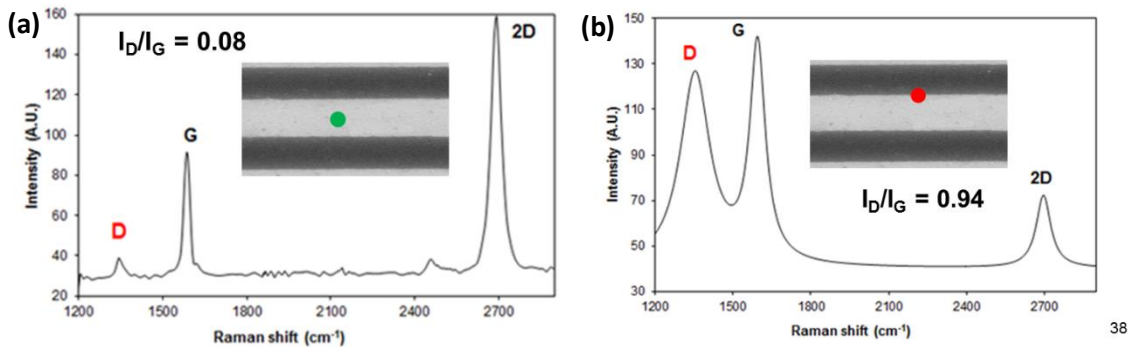 (a)
I_D/I_G = 0.08
D
G
2D
160
140
120
100
80
60
40
20
1200
1500
1800
2100
2400
2700
Intensity (A.U.)
Raman shift (cm⁻¹)
(b)
D
G
2D
I_D/I_G = 0.94
150
130
110
90
70
50
30
1200
1500
1800
2100
2400
2700
Intensity (A.U.)
Raman shift (cm⁻¹)
38